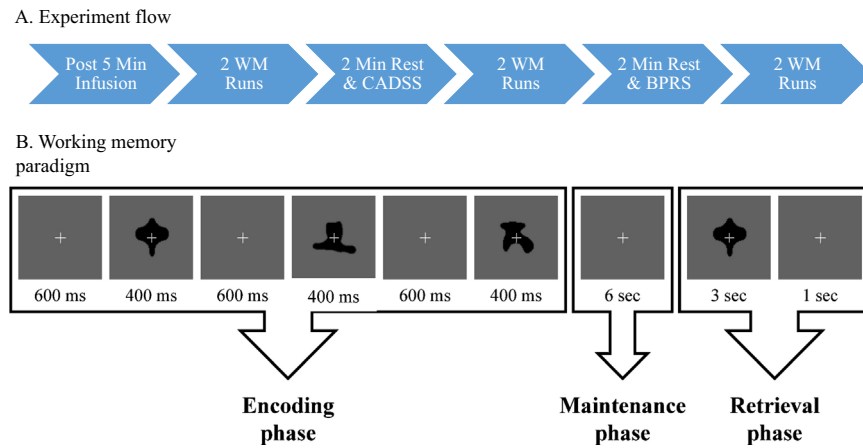 A. Experiment flow
Post 5 Min
Infusion
2 WM
Runs
2 Min Rest
& CADSS
2 WM
Runs
2 Min Rest
& BPRS
2 WM
Runs
B. Working memory
paradigm
600 ms
400 ms
600 ms
400 ms
600 ms
400 ms
6 sec
3 sec
1 sec
Encoding
phase
Maintenance
phase
Retrieval
phase